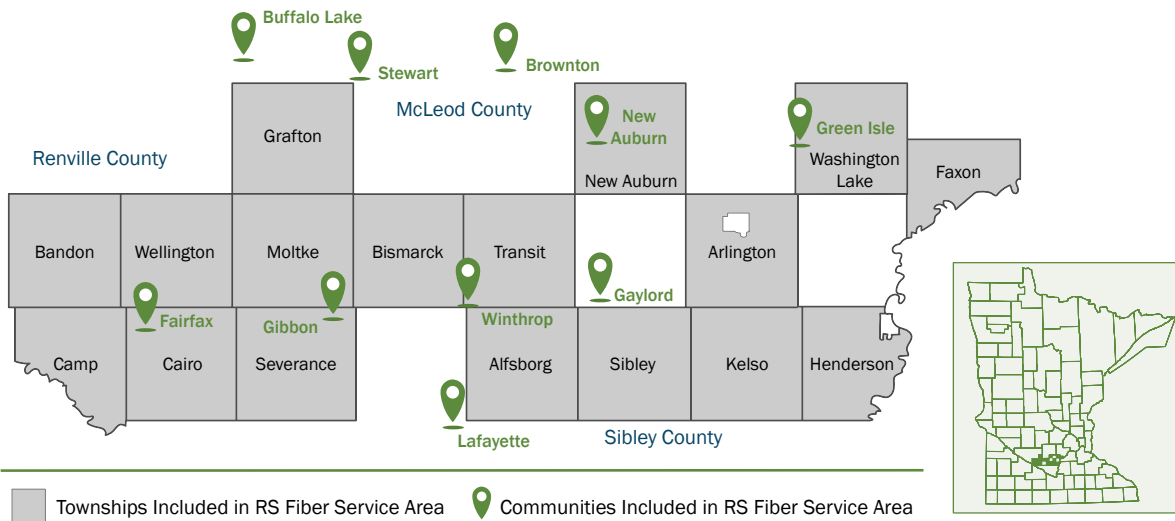 Buffalo Lake
Stewart
Brownton
McLeod County
Renville County
Grafton
New
Auburn
New Auburn
Green Isle
Washington
Lake
Faxon
Bandon
Wellington
Moltke
Bismarck
Transit
Arlington
Gaylord
Fairfax
Gibbon
Winthrop
Camp
Cairo
Severance
Alfsborg
Sibley
Kelso
Henderson
Lafayette
Sibley County
Townships Included in RS Fiber Service Area
Communities Included in RS Fiber Service Area